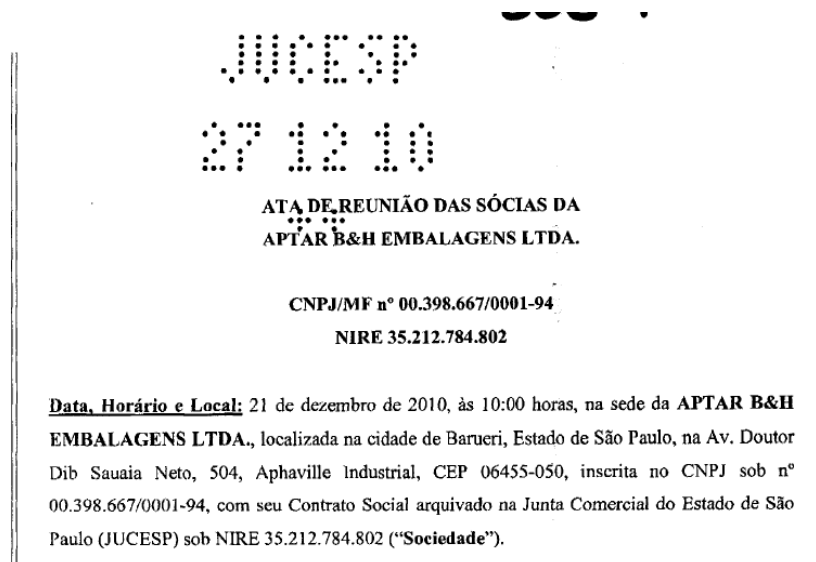 JUCESP
27 12 10
ATA DE REUNIÃO DAS SÓCIAS DA
APTAR B&H EMBALAGENS LTDA.
CNPJ/MF nº 00.398.667/0001-94
NIRE 35.212.784.802
Data, Horário e Local: 21 de dezembro de 2010, às 10:00 horas, na sede da APTAR B&H
EMBALAGENS LTDA., localizada na cidade de Barueri, Estado de São Paulo, na Av. Doutor
Dib Sauaia Neto, 504, Aphaville Industrial, CEP 06455-050, inscrita no CNPJ sob nº
00.398.667/0001-94, com seu Contrato Social arquivado na Junta Comercial do Estado de São
Paulo (JUCESP) sob NIRE 35.212.784.802 (“Sociedade”).